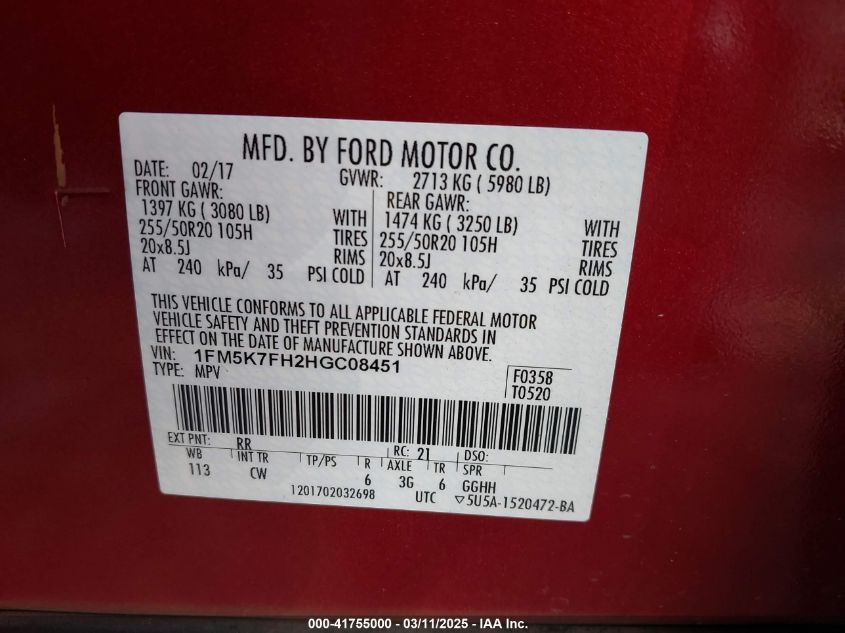 MFD. BY FORD MOTOR CO.
DATE: 02/17 GVWR: 2713 KG ( 5980 LB)
FRONT GAWR: REAR GAWR:
1397 KG ( 3080 LB) WITH 1474 KG ( 3250 LB) WITH
255/50R20 105H TIRES 255/50R20 105H TIRES
20x8.5J RIMS 20x8.5J RIMS
AT 240 kPa/ 35 PSI COLD AT 240 kPa/ 35 PSI COLD
THIS VEHICLE CONFORMS TO ALL APPLICABLE FEDERAL MOTOR
VEHICLE SAFETY AND THEFT PREVENTION STANDARDS IN
EFFECT ON THE DATE OF MANUFACTURE SHOWN ABOVE.
VIN: 1FM5K7FH2HGC08451
TYPE: MPV
F0358
T0520
EXT PNT: RR RC: 21 DSO:
WB INT TR TP/PS R AXLE TR SPR
113 CW 6 3G 6 GGHH
1201702032698 UTC ▽5U5A-1520472-BA
000-41755000 - 03/11/2025 - IAA Inc.